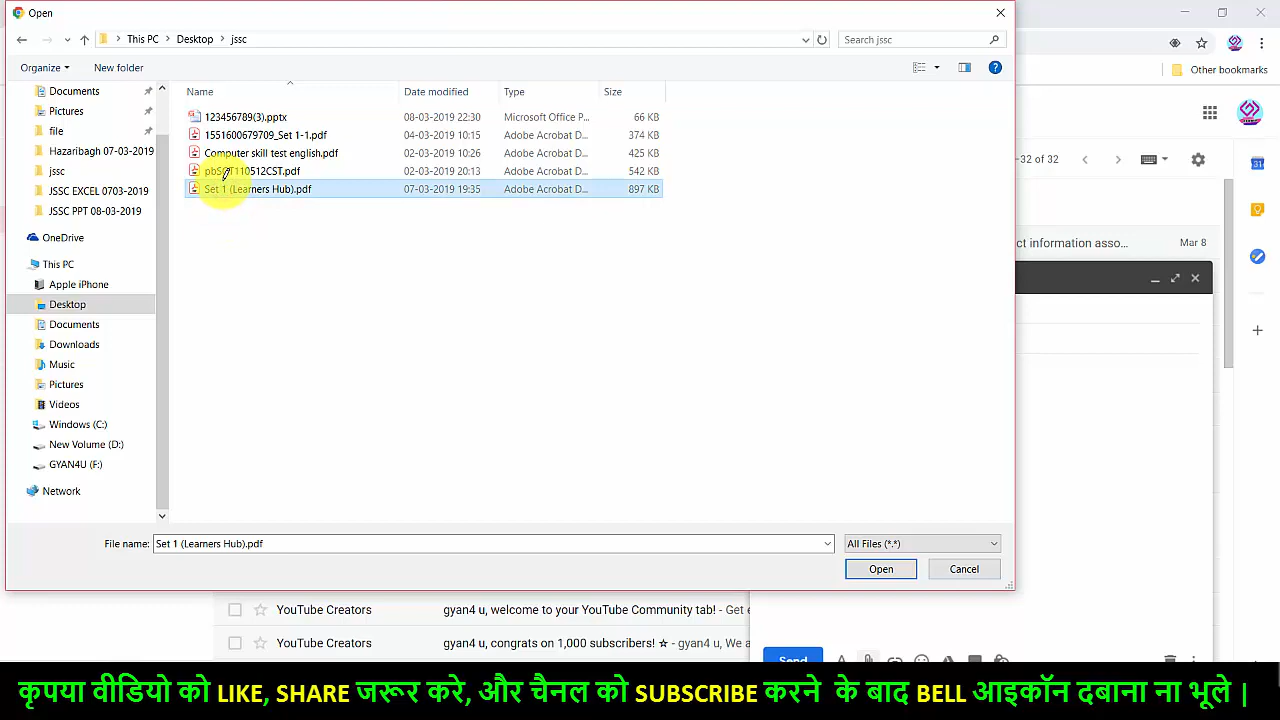 Open
This PC > Desktop > jssc
Search jssc
Other bookmarks
Organize
New folder
Name
Date modified
Type
Size
Documents
Pictures
file
Hazaribagh 07-03-2019
jssc
JSSC EXCEL 0703-2019
JSSC PPT 08-03-2019
OneDrive
This PC
Apple iPhone
Desktop
Documents
Downloads
Music
Pictures
Videos
Windows (C:)
New Volume (D:)
GYAN4U (F:)
Network
123456789(3).pptx 08-03-2019 22:30 Microsoft Office P... 66 KB
1551600679709_Set 1-1.pdf 04-03-2019 10:15 Adobe Acrobat D... 374 KB
Computer skill test english.pdf 02-03-2019 10:26 Adobe Acrobat D... 425 KB
02-03-2019 20:13 Adobe Acrobat D... 542 KB
Set 1 (Learners Hub).pdf 07-03-2019 19:35 Adobe Acrobat D... 897 KB
-32 of 32
31
ct information asso...
Mar 8
File name:
Set 1 (Learners Hub).pdf
All Files (*.*)
Open
Cancel
YouTube Creators
gyan4 u, welcome to your YouTube Community tab! - Get e
YouTube Creators
gyan4 u, congrats on 1,000 subscribers! ★ - gyan4 u, We a
Send
कृपया वीडियो को LIKE, SHARE जरूर करे, और चैनल को SUBSCRIBE करने के बाद BELL आइकॉन दबाना ना भूले |